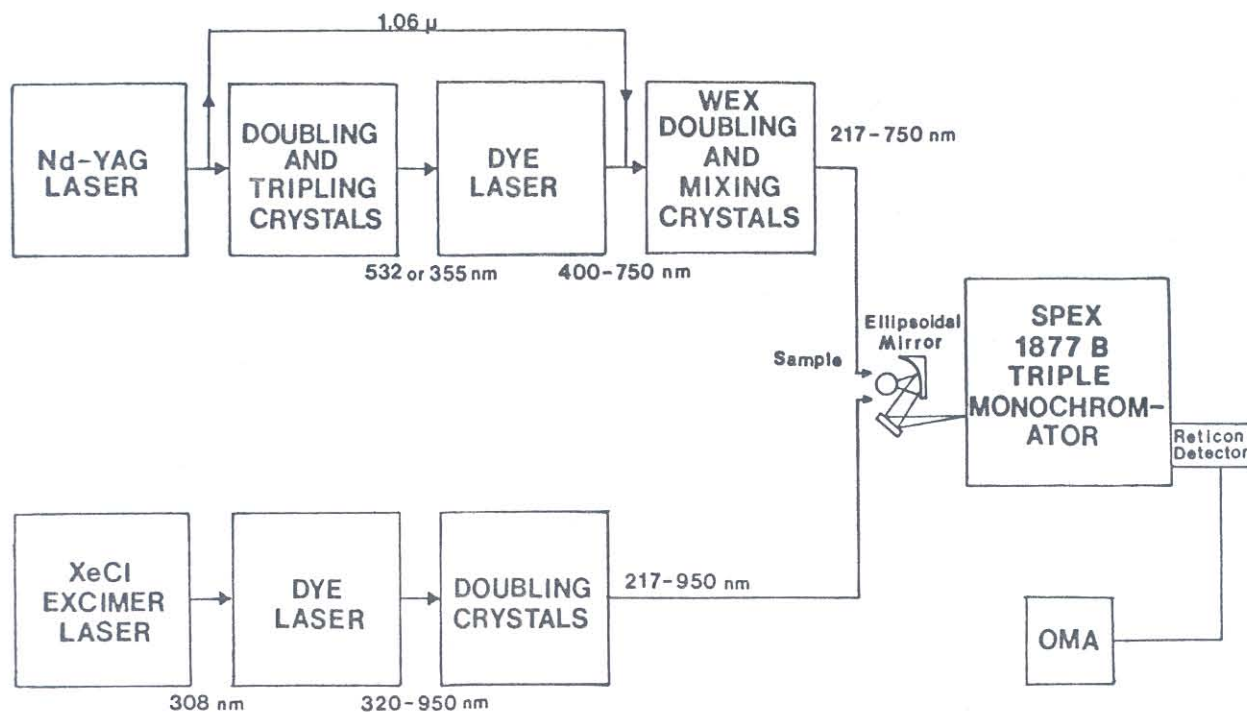 1.06 μ
Nd-YAG
LASER
DOUBLING
AND
TRIPLING
CRYSTALS
DYE
LASER
WEX
DOUBLING
AND
MIXING
CRYSTALS
217-750 nm
532 or 355 nm
400-750 nm
Ellipsoidal
Mirror
Sample
SPEX
1877 B
TRIPLE
MONOCHROM-
ATOR
Reticon
Detector
XeCl
EXCIMER
LASER
DYE
LASER
DOUBLING
CRYSTALS
217-950 nm
OMA
308 nm
320-950 nm